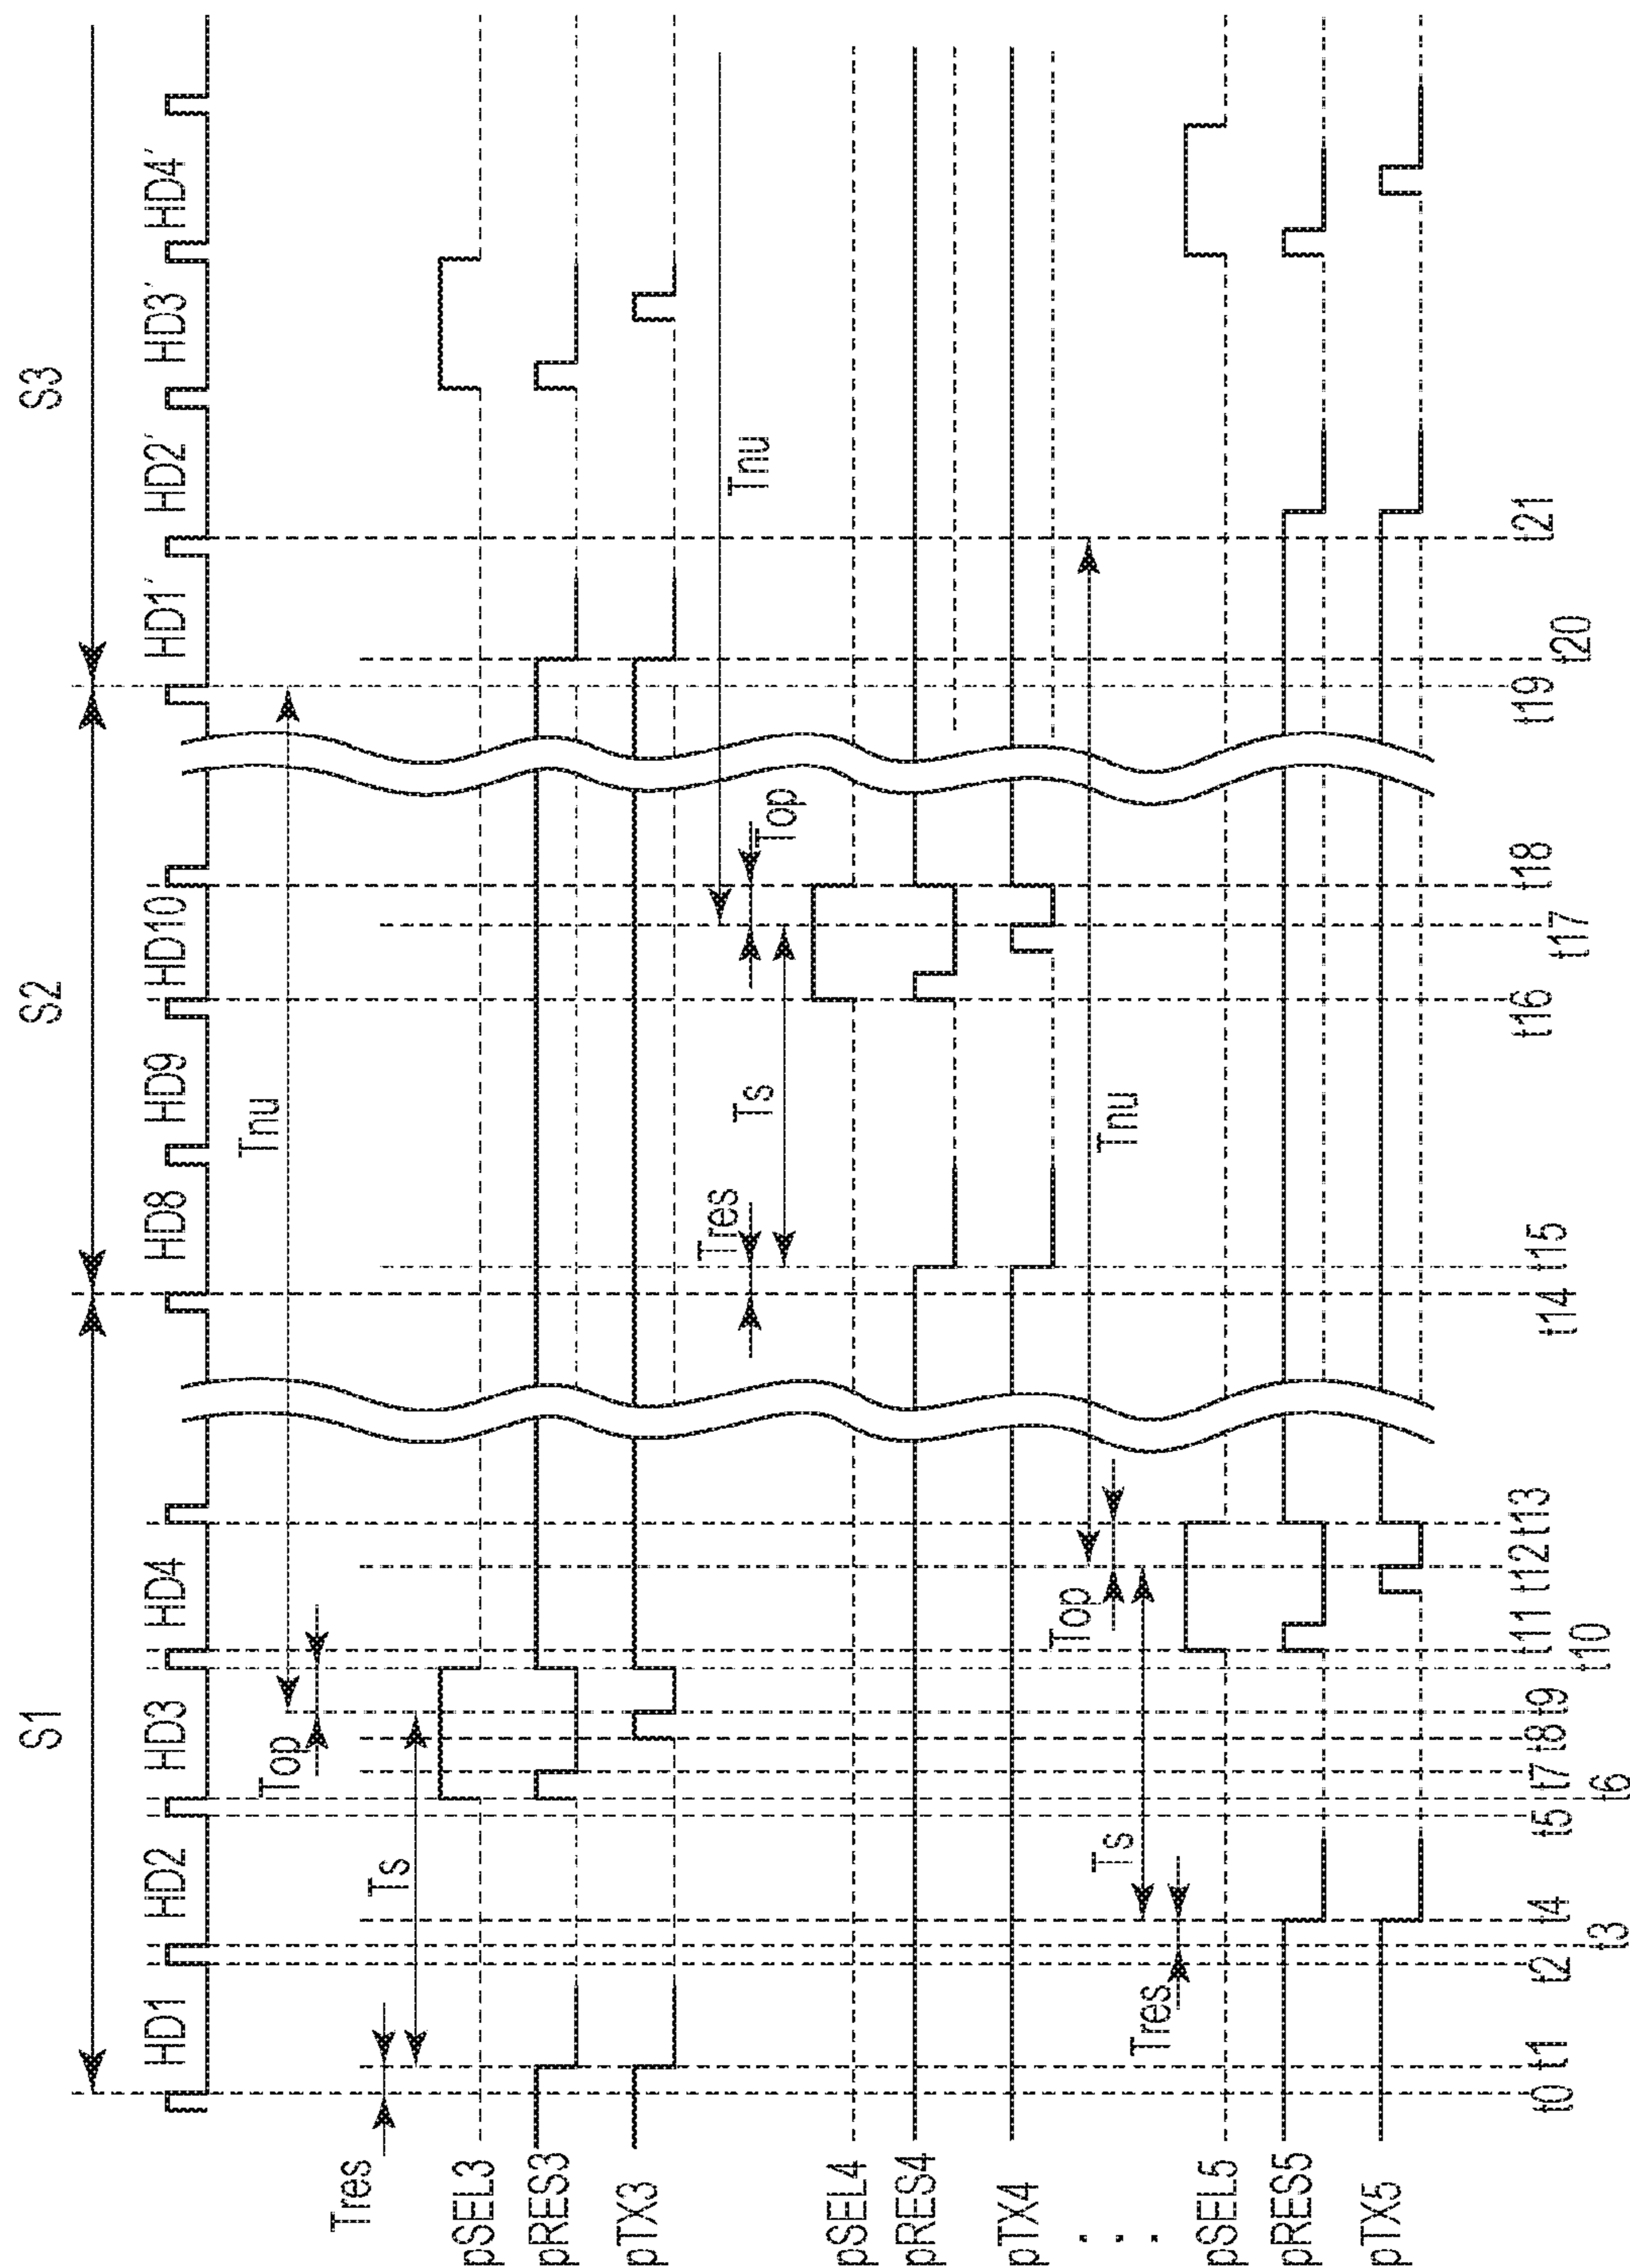 S1 S2 S3
HD1 HD2 HD3 HD4 HD8 HD9 HD10 HD1´ HD2´ HD3´ HD4´
Tnu
Top
Tres
Ts
pSEL3
pRES3
pTX3
Tnu
Tres
Top
Ts
pSEL4
pRES4
pTX4
. . .
Tnu
Top
Ts
Tres
pSEL5
pRES5
pTX5
t0 t1 t2 t3 t4 t5 t6 t7 t8 t9 t10 t11 t12 t13 t14 t15 t16 t17 t18 t19 t20 t21